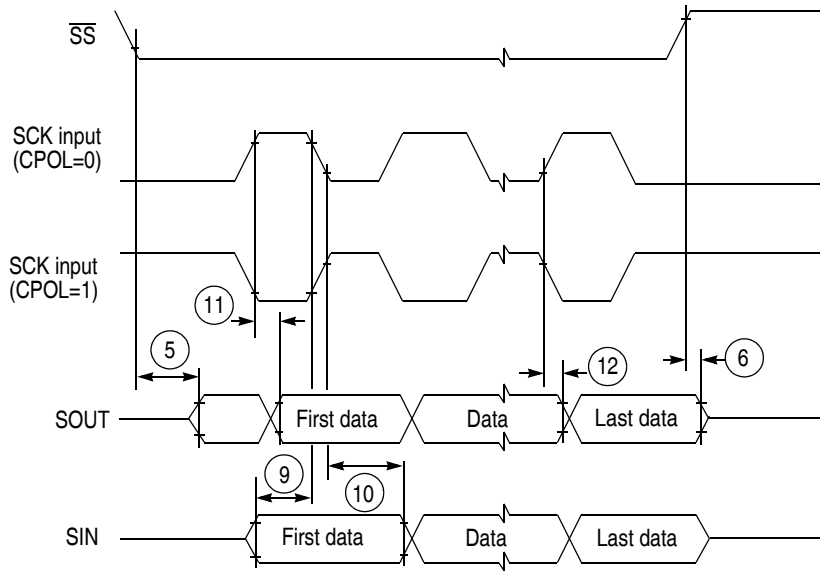 SS
SCK input
(CPOL=0)
SCK input
(CPOL=1)
11
5
12
6
SOUT
First data
Data
Last data
9
10
SIN
First data
Data
Last data